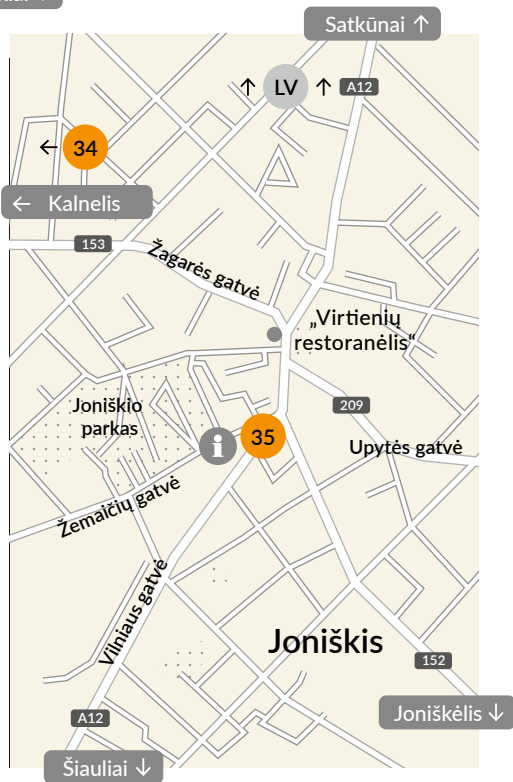 Satkūnai ↑
↑ LV ↑ A12
← 34
← Kalnelis
153
Žagarės gatvė
„Virtienių
restoranėlis“
Joniškio
parkas
209
i 35
Upytės gatvė
Žemaičių gatvė
Vilniaus gatvė
Joniškis
152
A12
Joniškėlis ↓
Šiauliai ↓